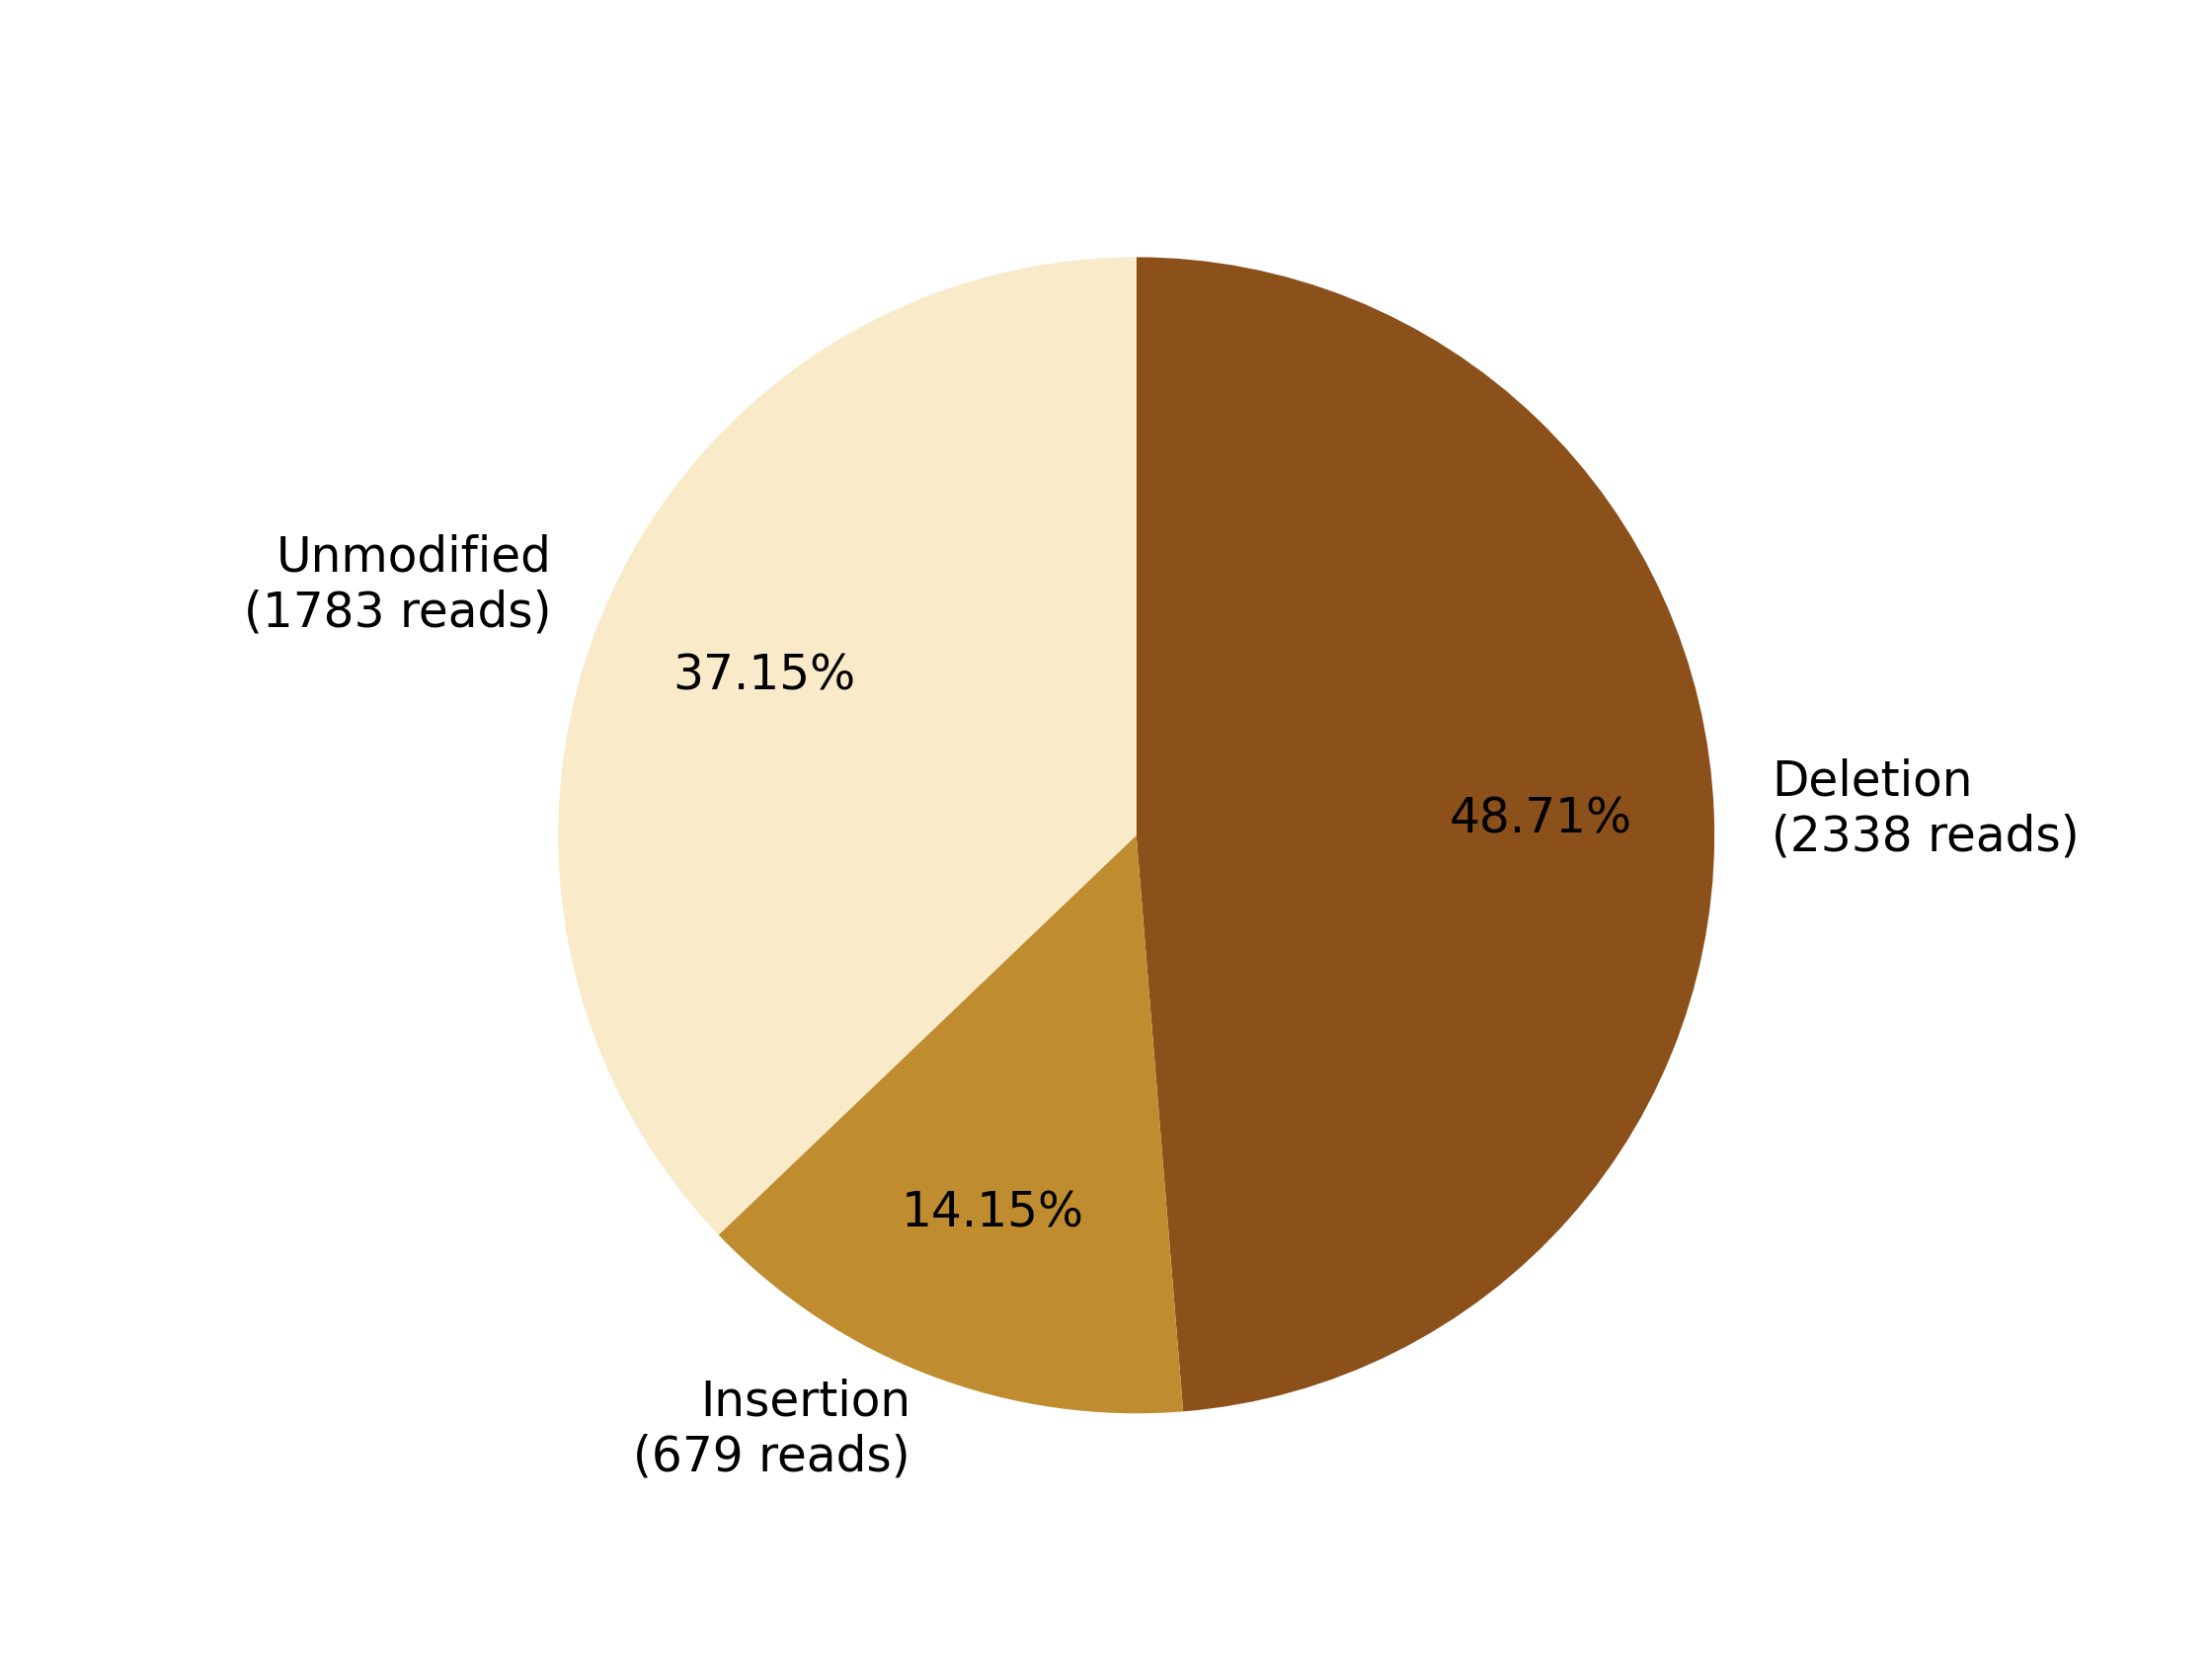 Unmodified
(1783 reads)
37.15%
Deletion
(2338 reads)
48.71%
14.15%
Insertion
(679 reads)